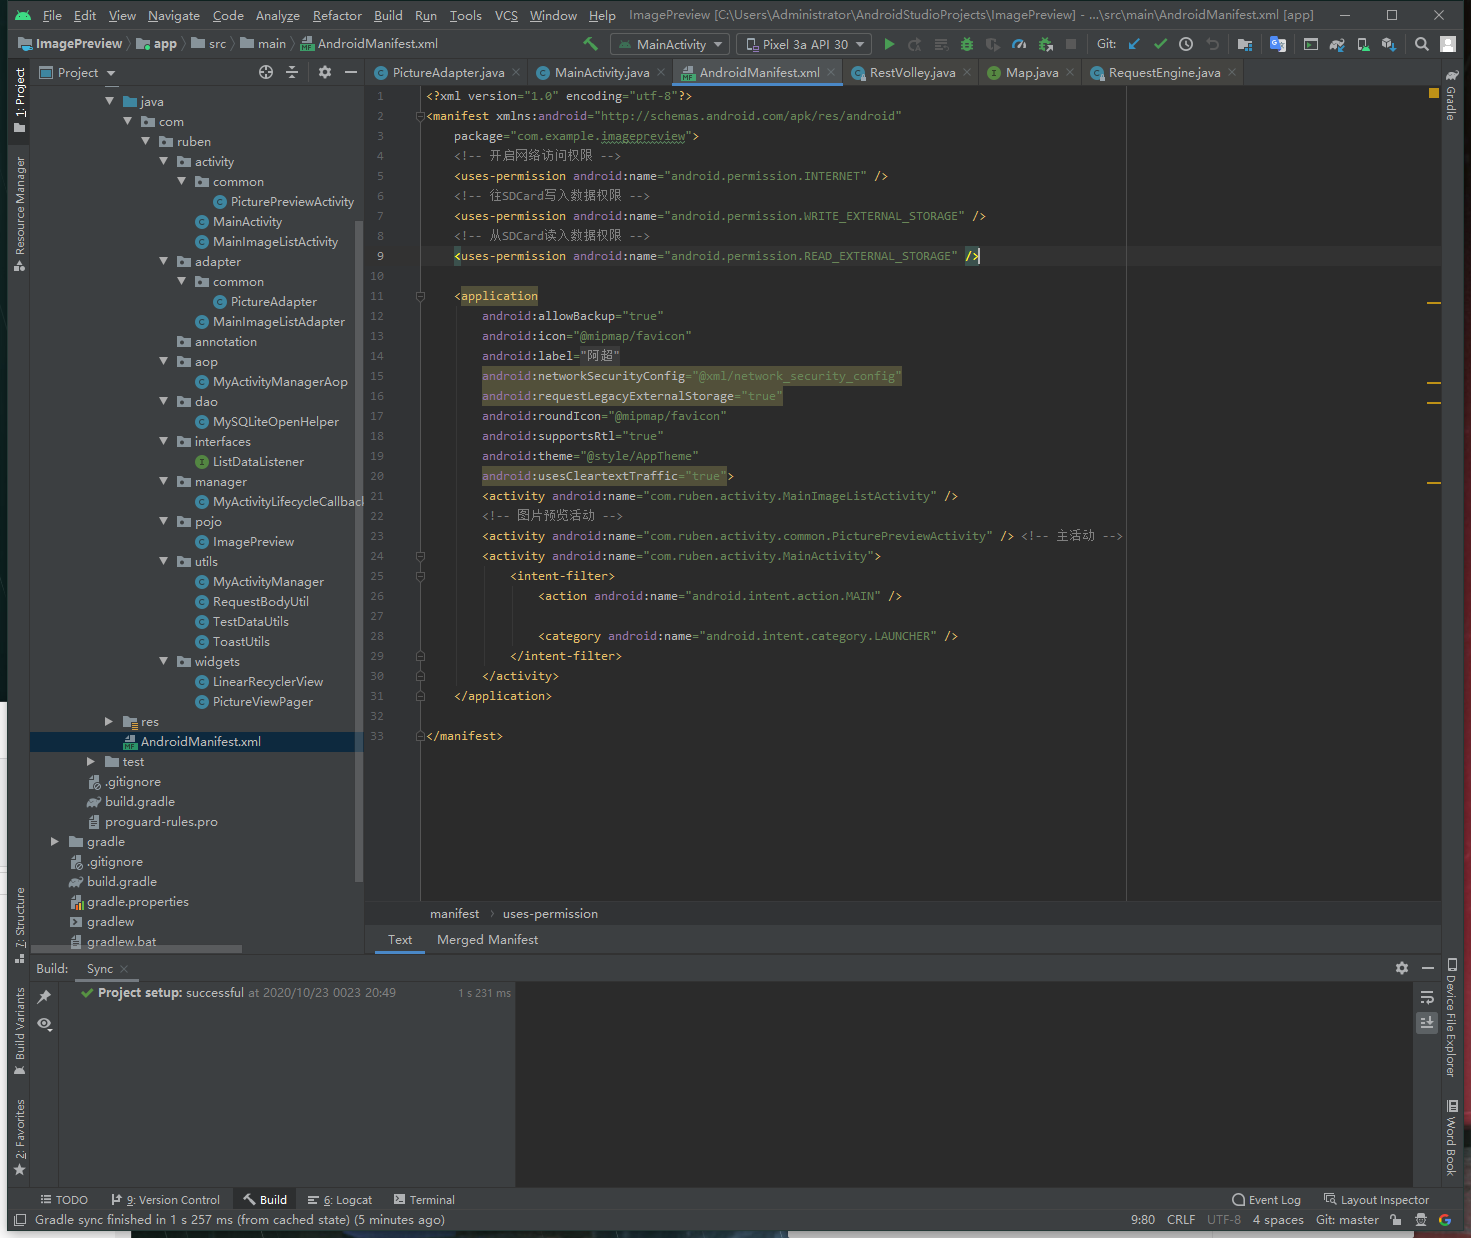 File Edit View Navigate Code Analyze Refactor Build Run Tools VCS Window Help ImagePreview [C:\Users\Administrator\AndroidStudioProjects\ImagePreview] - ...\src\main\AndroidManifest.xml [app]
ImagePreview app src main AndroidManifest.xml MainActivity Pixel 3a API 30 Git:
Project
PictureAdapter.java MainActivity.java AndroidManifest.xml RestVolley.java Map.java RequestEngine.java
1: Project
Resource Manager
7: Structure
Build Variants
2: Favorites
java
com
ruben
activity
common
PicturePreviewActivity
MainActivity
MainImageListActivity
adapter
common
PictureAdapter
MainImageListAdapter
annotation
aop
MyActivityManagerAop
dao
MySQLiteOpenHelper
interfaces
ListDataListener
manager
MyActivityLifecycleCallbac
pojo
ImagePreview
utils
MyActivityManager
RequestBodyUtil
TestDataUtils
ToastUtils
widgets
LinearRecyclerView
PictureViewPager
res
AndroidManifest.xml
test
.gitignore
build.gradle
proguard-rules.pro
gradle
.gitignore
build.gradle
gradle.properties
gradlew
gradlew.bat
1 <?xml version="1.0" encoding="utf-8"?>
2 <manifest xmlns:android="http://schemas.android.com/apk/res/android"
3 package="com.example.imagepreview">
4 <!-- 开启网络访问权限 -->
5 <uses-permission android:name="android.permission.INTERNET" />
6 <!-- 往SDCard写入数据权限 -->
7 <uses-permission android:name="android.permission.WRITE_EXTERNAL_STORAGE" />
8 <!-- 从SDCard读入数据权限 -->
9 <uses-permission android:name="android.permission.READ_EXTERNAL_STORAGE" />
10
11 <application
12 android:allowBackup="true"
13 android:icon="@mipmap/favicon"
14 android:label="阿超"
15 android:networkSecurityConfig="@xml/network_security_config"
16 android:requestLegacyExternalStorage="true"
17 android:roundIcon="@mipmap/favicon"
18 android:supportsRtl="true"
19 android:theme="@style/AppTheme"
20 android:usesCleartextTraffic="true">
21 <activity android:name="com.ruben.activity.MainImageListActivity" />
22 <!-- 图片预览活动 -->
23 <activity android:name="com.ruben.activity.common.PicturePreviewActivity" /> <!-- 主活动 -->
24 <activity android:name="com.ruben.activity.MainActivity">
25 <intent-filter>
26 <action android:name="android.intent.action.MAIN" />
27
28 <category android:name="android.intent.category.LAUNCHER" />
29 </intent-filter>
30 </activity>
31 </application>
32
33 </manifest>
manifest uses-permission
Text Merged Manifest
Gradle
Device File Explorer
Word Book
Build: Sync
Project setup: successful at 2020/10/23 0023 20:49 1 s 231 ms
TODO 9: Version Control Build 6: Logcat Terminal Event Log Layout Inspector
Gradle sync finished in 1 s 257 ms (from cached state) (5 minutes ago) 9:80 CRLF UTF-8 4 spaces Git: master